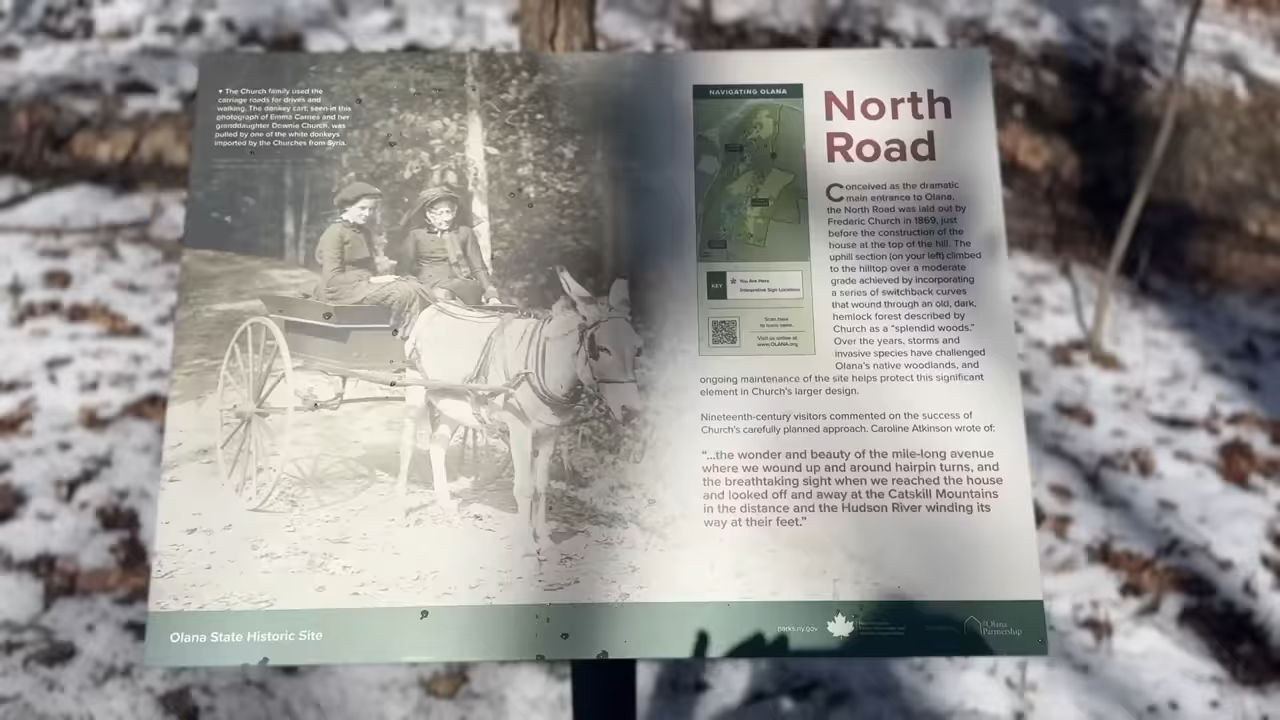 ▾ The Church family used the
carriage roads for drives and
walking. The donkey cart, seen in this
photograph of Emma Carnes and her
granddaughter Downie Church, was
pulled by one of the white donkeys
imported by the Churches from Syria.
NAVIGATING OLANA
KEY
You Are Here
Interpretive Sign Locations
Scan here
to learn more.
Visit us online at
www.OLANA.org
North
Road
Conceived as the dramatic
main entrance to Olana,
the North Road was laid out by
Frederic Church in 1869, just
before the construction of the
house at the top of the hill. The
uphill section (on your left) climbed
to the hilltop over a moderate
grade achieved by incorporating
a series of switchback curves
that wound through an old, dark,
hemlock forest described by
Church as a “splendid woods.”
Over the years, storms and
invasive species have challenged
Olana’s native woodlands, and
ongoing maintenance of the site helps protect this significant
element in Church’s larger design.
Nineteenth-century visitors commented on the success of
Church’s carefully planned approach. Caroline Atkinson wrote of:
“...the wonder and beauty of the mile-long avenue
where we wound up and around hairpin turns, and
the breathtaking sight when we reached the house
and looked off and away at the Catskill Mountains
in the distance and the Hudson River winding its
way at their feet.”
Olana State Historic Site
parks.ny.gov
The Olana
Partnership